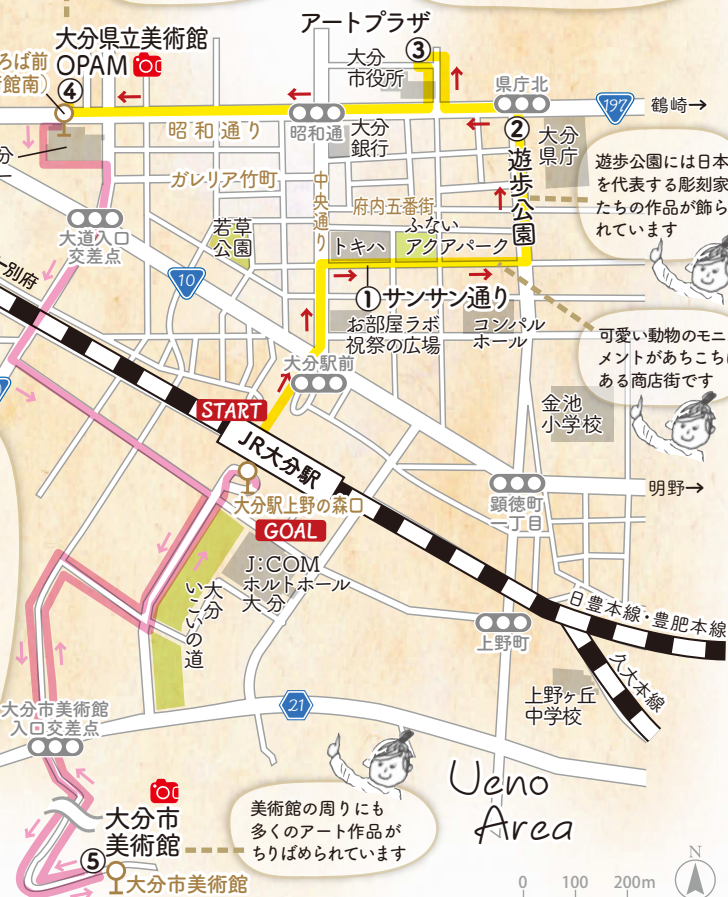 アートプラザ
③
大分県立美術館
OPAM
ろば前
館南)
④
大分
市役所
県庁北
197
鶴崎→
昭和通り
昭和通
大分
銀行
②
遊歩公園
大分
県庁
分
ー
ガレリア竹町
中央通り
府内五番街
遊歩公園には日本
を代表する彫刻家
たちの作品が飾ら
れています
大道入口
交差点
若草
公園
トキハ
ふない
アクアパーク
別府
10
①サンサン通り
お部屋ラボ
祝祭の広場
コンパル
ホール
可愛い動物のモニ
メントがあちこち
ある商店街です
大分駅前
START
JR大分駅
金池
小学校
大分駅上野の森口
GOAL
顕徳町
一丁目
明野→
J:COM
ホルトホール
大分
大分
いこいの道
日豊本線・豊肥本線
上野町
久大本線
上野ヶ丘
中学校
21
大分市美術館
入口交差点
Ueno
Area
大分市
美術館
⑤
大分市美術館
美術館の周りにも
多くのアート作品が
ちりばめられています
N
0 100 200m